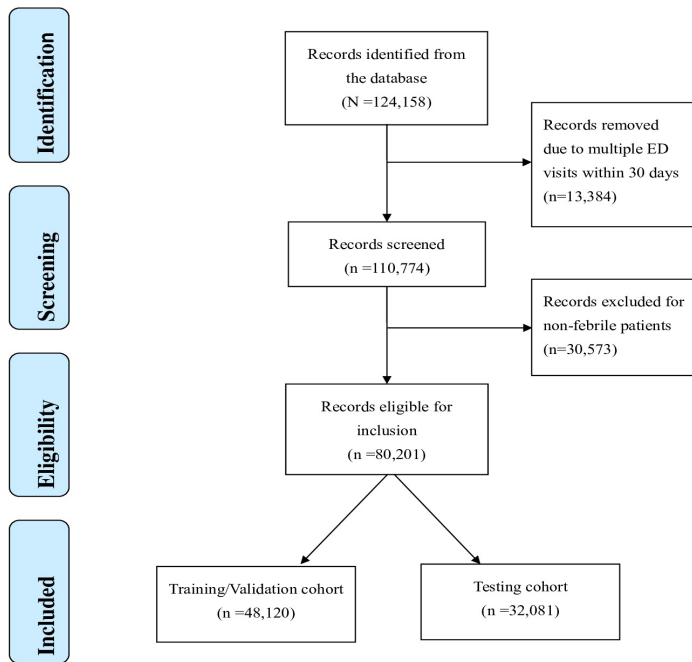 Identification
Records identified from
the database
(N =124,158)
Records removed
due to multiple ED
visits within 30 days
(n=13,384)
Screening
Records screened
(n =110,774)
Records excluded for
non-febrile patients
(n=30,573)
Eligibility
Records eligible for
inclusion
(n =80,201)
Included
Training/Validation cohort
(n =48,120)
Testing cohort
(n =32,081)